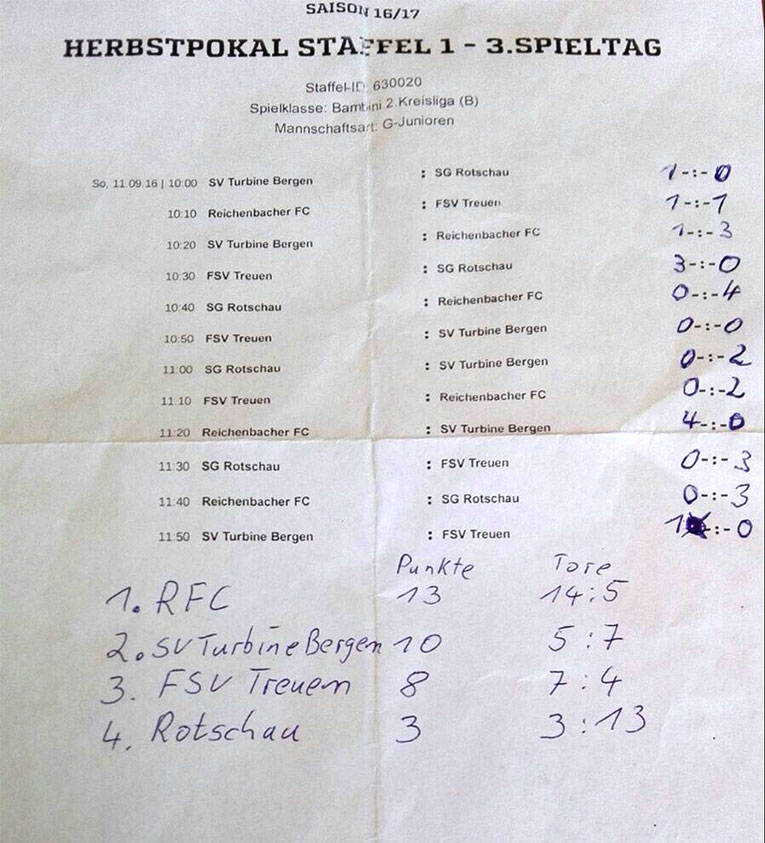 SAISON 16/17
HERBSTPOKAL STAFFEL 1 - 3.SPIELTAG
Staffel-ID: 630020
Spielklasse: Bambini 2.Kreisliga (B)
Mannschaftsart: G-Junioren
So, 11.09.16 | 10:00 SV Turbine Bergen : SG Rotschau 1-:-0
10:10 Reichenbacher FC : FSV Treuen 1-:-1
10:20 SV Turbine Bergen : Reichenbacher FC 1-:-3
10:30 FSV Treuen : SG Rotschau 3-:-0
10:40 SG Rotschau : Reichenbacher FC 0-:-4
10:50 FSV Treuen : SV Turbine Bergen 0-:-0
11:00 SG Rotschau : SV Turbine Bergen 0-:-2
11:10 FSV Treuen : Reichenbacher FC 0-:-2
11:20 Reichenbacher FC : SV Turbine Bergen 4-:-0
11:30 SG Rotschau : FSV Treuen 0-:-3
11:40 Reichenbacher FC : SG Rotschau 0-:-3
11:50 SV Turbine Bergen : FSV Treuen 1-:-0
Punkte Tore
1. RFC 13 14:5
2. SV Turbine Bergen 10 5:7
3. FSV Treuen 8 7:4
4. Rotschau 3 3:13